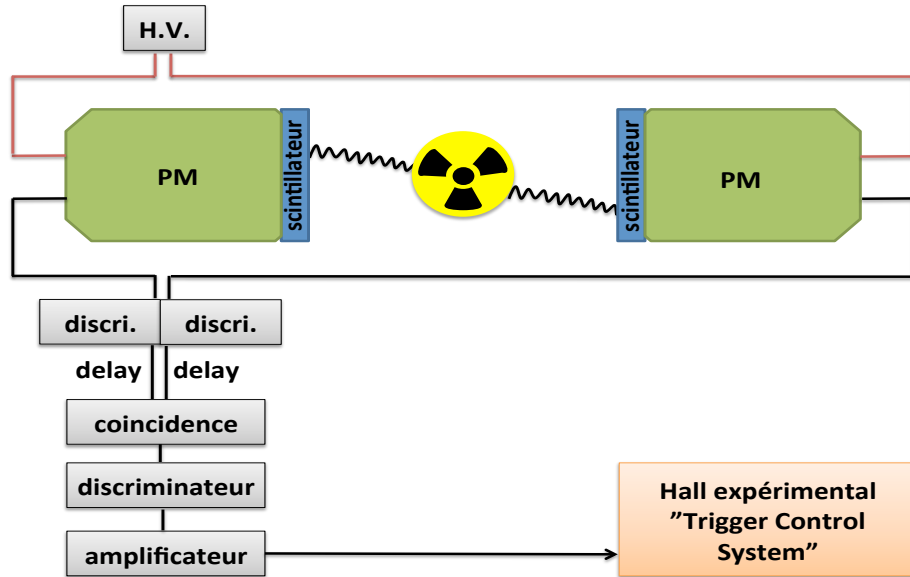 H.V.
PM
scintillateur
scintillateur
PM
discri.
discri.
delay
delay
coincidence
discriminateur
amplificateur
Hall expérimental
”Trigger Control
System”